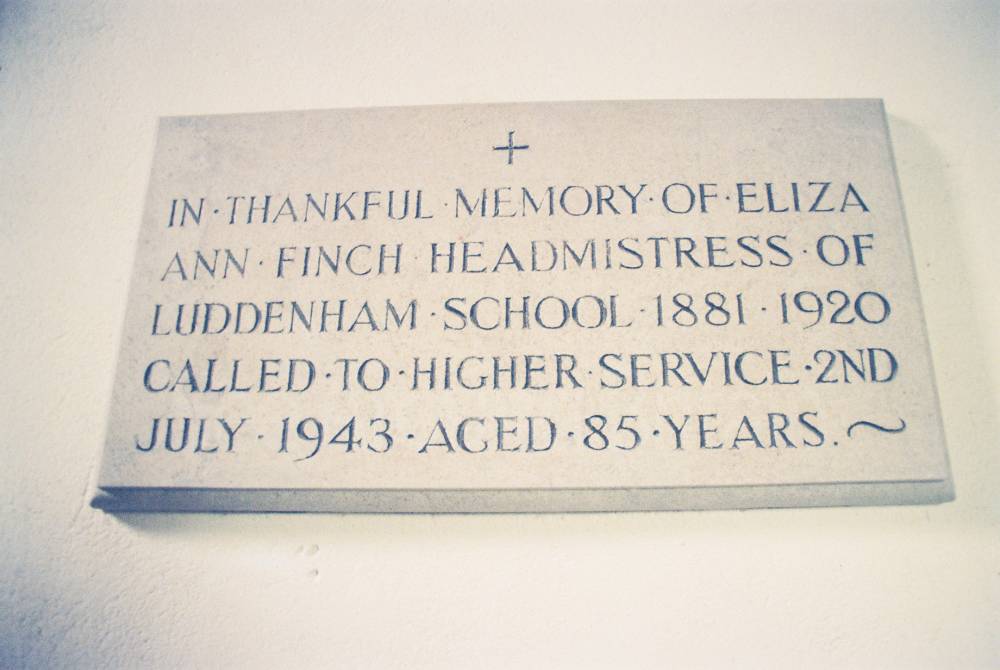 IN·THANKFUL·MEMORY·OF·ELIZA
ANN·FINCH HEADMISTRESS·OF
LUDDENHAM·SCHOOL·1881·1920
CALLED·TO·HIGHER·SERVICE·2ND
JULY·1943·AGED·85·YEARS.~